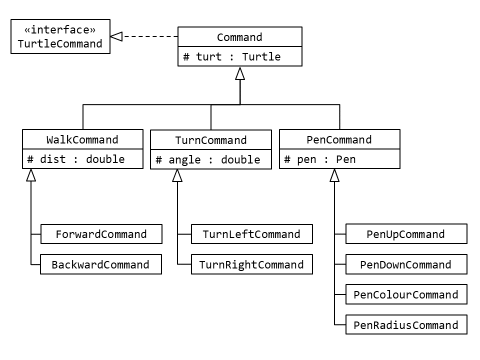 «interface»
TurtleCommand
Command
# turt : Turtle
WalkCommand
# dist : double
TurnCommand
# angle : double
PenCommand
# pen : Pen
ForwardCommand
BackwardCommand
TurnLeftCommand
TurnRightCommand
PenUpCommand
PenDownCommand
PenColourCommand
PenRadiusCommand